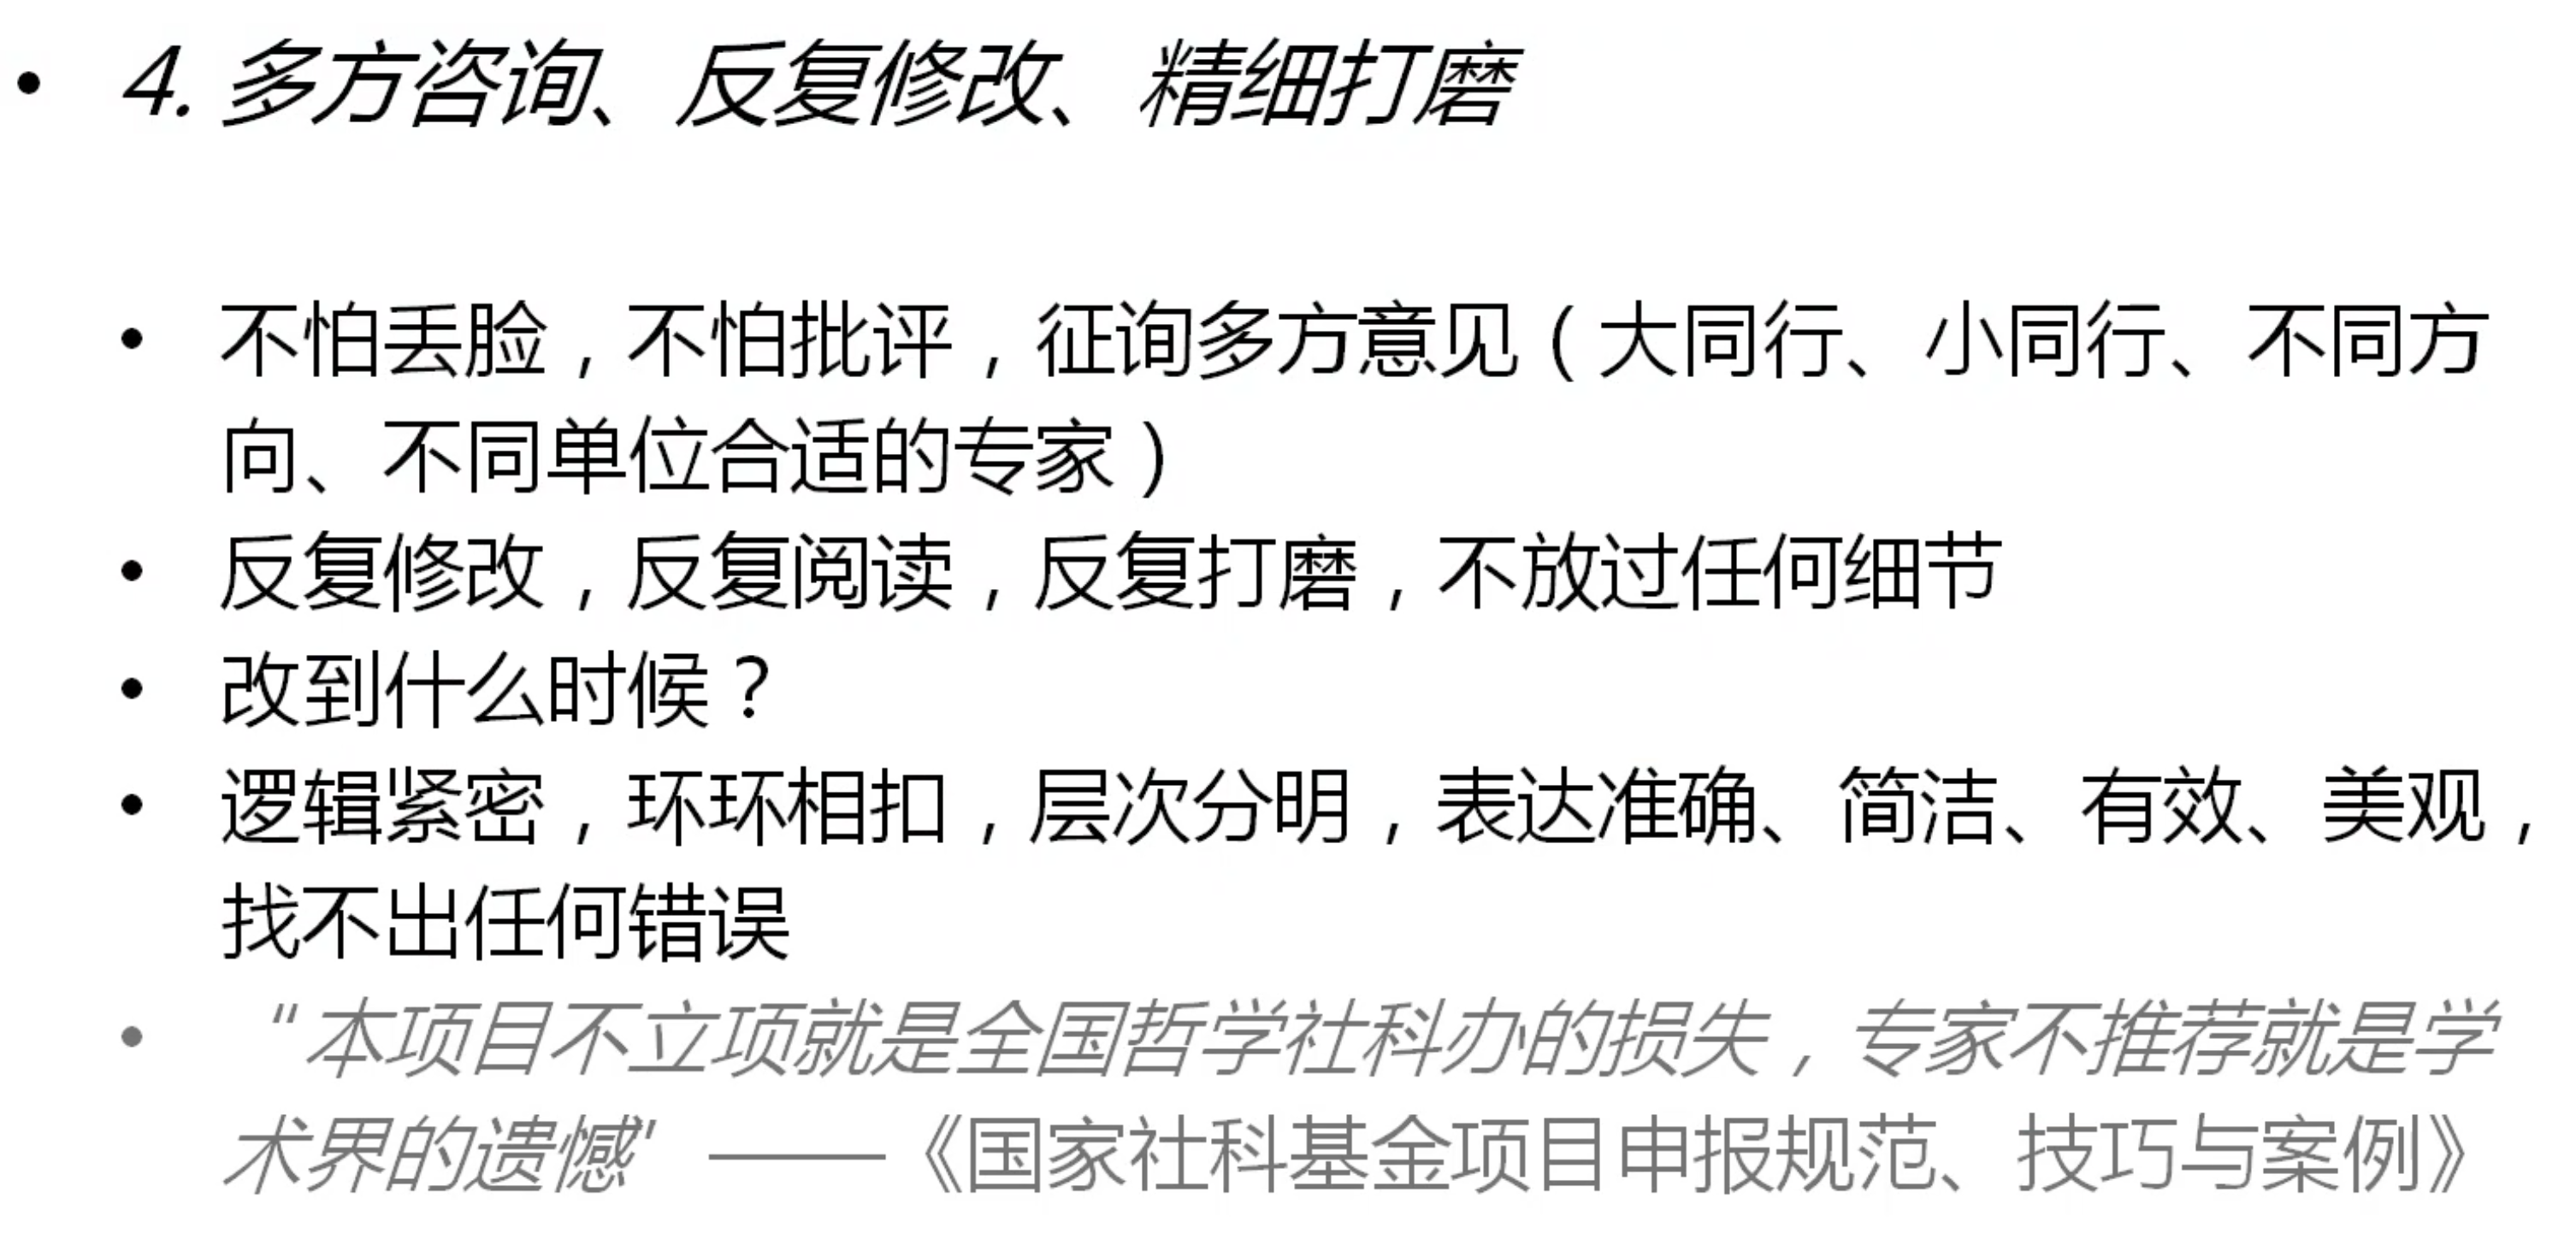 • 4. 多方咨询、反复修改、精细打磨
• 不怕丢脸，不怕批评，征询多方意见（大同行、小同行、不同方
向、不同单位合适的专家）
• 反复修改，反复阅读，反复打磨，不放过任何细节
• 改到什么时候？
• 逻辑紧密，环环相扣，层次分明，表达准确、简洁、有效、美观，
找不出任何错误
• “本项目不立项就是全国哲学社科办的损失，专家不推荐就是学
术界的遗憾” ——《国家社科基金项目申报规范、技巧与案例》